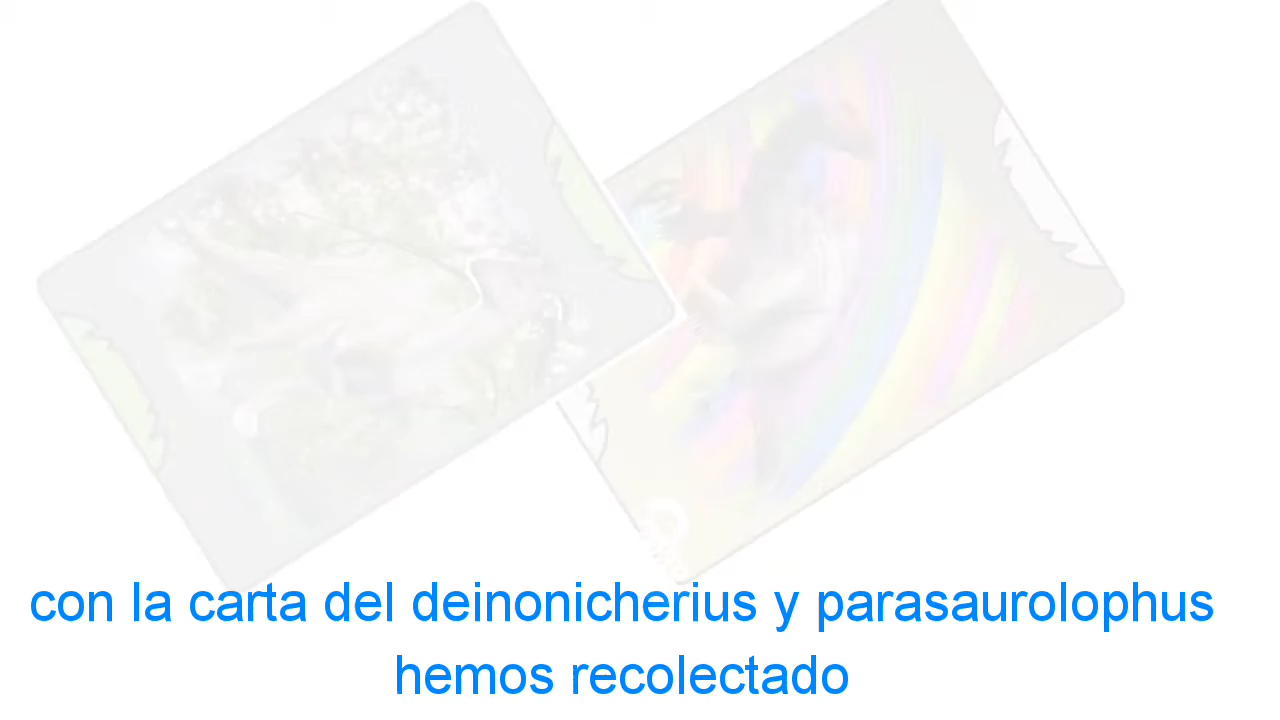 con la carta del deinonicherius y parasaurolophus
hemos recolectado